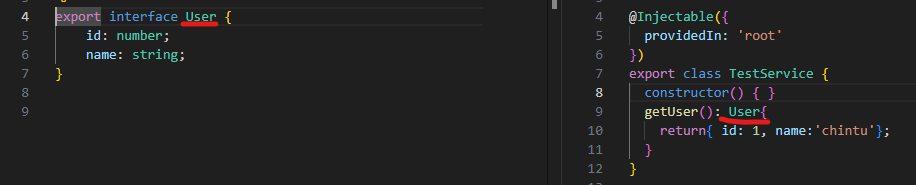 4 export interface User {
5 id: number;
6 name: string;
7 }
8
9
4 @Injectable({
5 providedIn: 'root'
6 })
7 export class TestService {
8 constructor() { }
9 getUser(): User{
10 return{ id: 1, name:'chintu'};
11 }
12 }